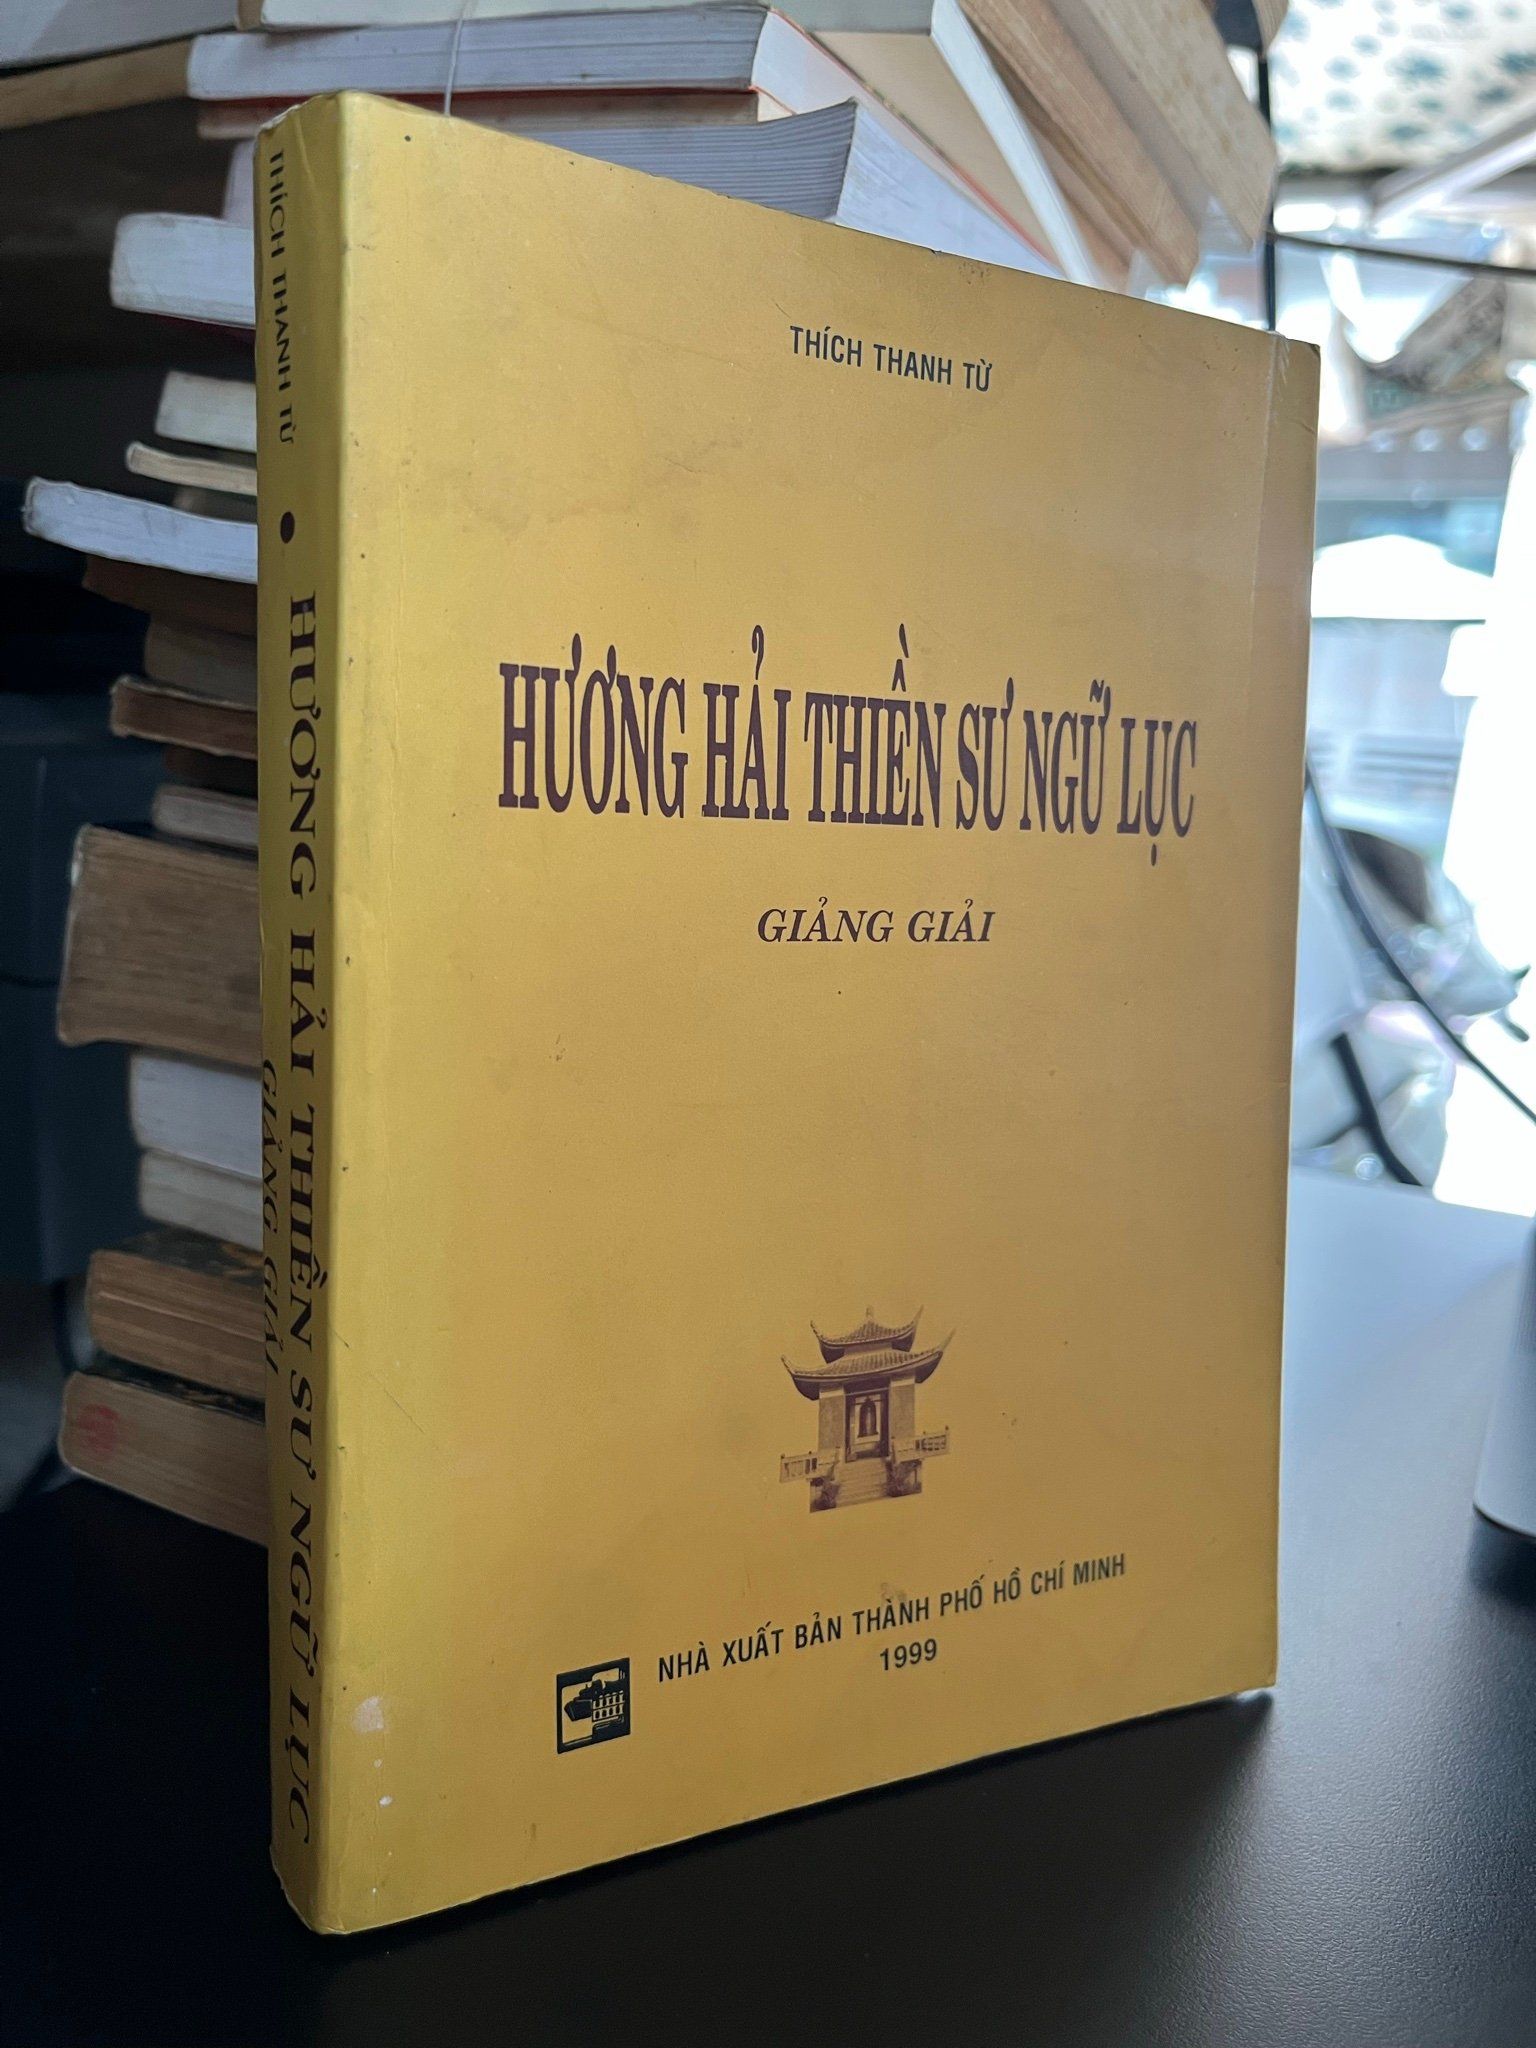 THÍCH THANH TỪ
HƯƠNG HẢI THIỀN SƯ NGỮ LỤC
GIẢNG GIẢI
NHÀ XUẤT BẢN THÀNH PHỐ HỒ CHÍ MINH
1999
THÍCH THANH TỪ • HƯƠNG HẢI THIỀN SƯ NGỮ LỤC
GIẢNG GIẢI